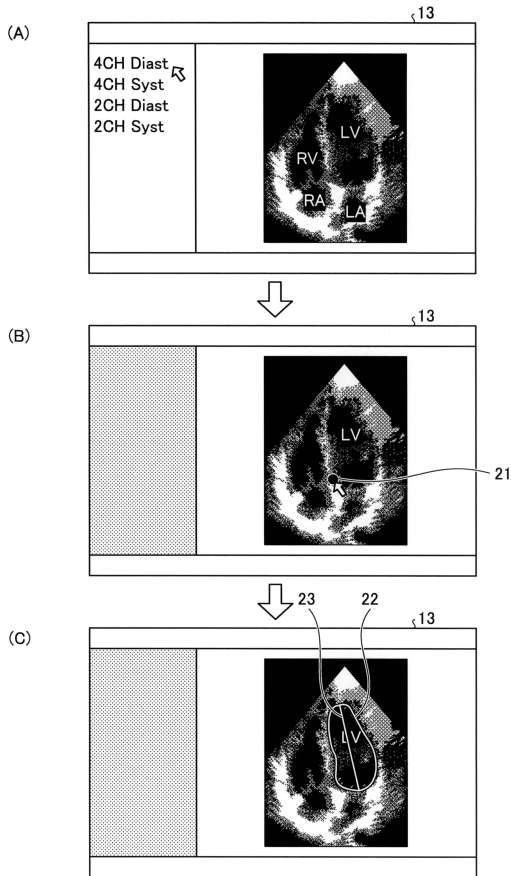 (A)
13
4CH Diast
4CH Syst
2CH Diast
2CH Syst
LV
RV
RA
LA
(B)
13
LV
21
(C)
23
22
13
LV